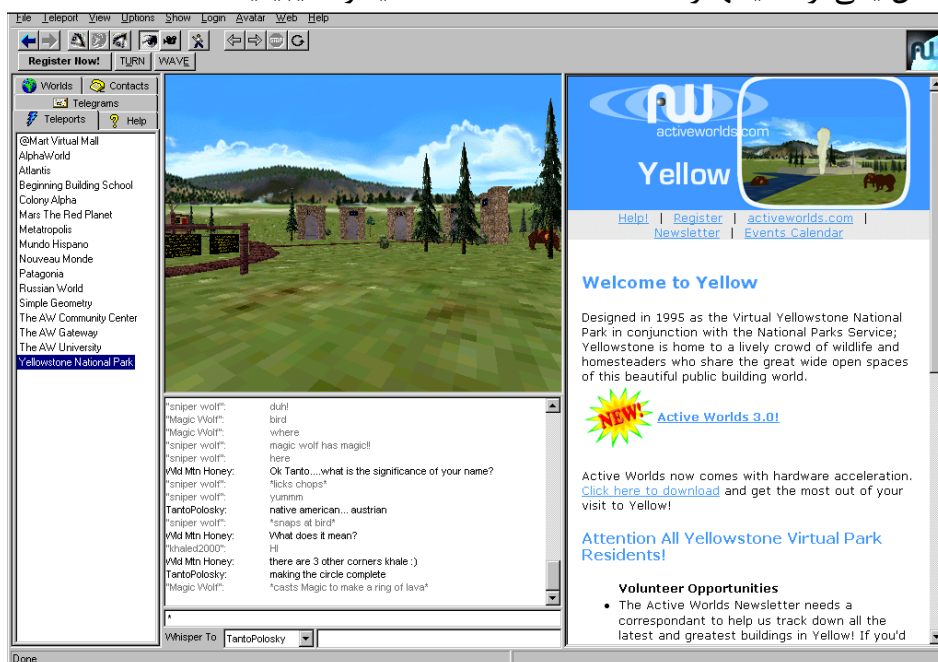 File Teleport View Options Show Login Avatar Web Help
Register Now! TURN WAVE
Worlds Contacts
Telegrams
Teleports Help
@Mart Virtual Mall
AlphaWorld
Atlantis
Beginning Building School
Colony Alpha
Mars The Red Planet
Metatropolis
Mundo Hispano
Nouveau Monde
Patagonia
Russian World
Simple Geometry
The AW Community Center
The AW Gateway
The AW University
Yellowstone National Park
"sniper wolf": duh!
"Magic Wolf": bird
"Magic Wolf": where
"sniper wolf": magic wolf has magic!!
"sniper wolf": here
Wld Mtn Honey: Ok Tanto....what is the significance of your name?
"sniper wolf": *licks chops*
"sniper wolf": yummm
TantoPolosky: native american... austrian
"sniper wolf": *snaps at bird*
Wld Mtn Honey: What does it mean?
"khaled2000": HI
Wld Mtn Honey: there are 3 other corners khale :)
TantoPolosky: making the circle complete
"Magic Wolf": *casts Magic to make a ring of lava*
*
Whisper To TantoPolosky
Done
AW
activeworlds.com
Yellow
Help! | Register | activeworlds.com |
Newsletter | Events Calendar
Welcome to Yellow
Designed in 1995 as the Virtual Yellowstone National
Park in conjunction with the National Parks Service;
Yellowstone is home to a lively crowd of wildlife and
homesteaders who share the great wide open spaces
of this beautiful public building world.
NEW! Active Worlds 3.0!
Active Worlds now comes with hardware acceleration.
Click here to download and get the most out of your
visit to Yellow!
Attention All Yellowstone Virtual Park
Residents!
Volunteer Opportunities
• The Active Worlds Newsletter needs a
correspondant to help us track down all the
latest and greatest buildings in Yellow! If you'd